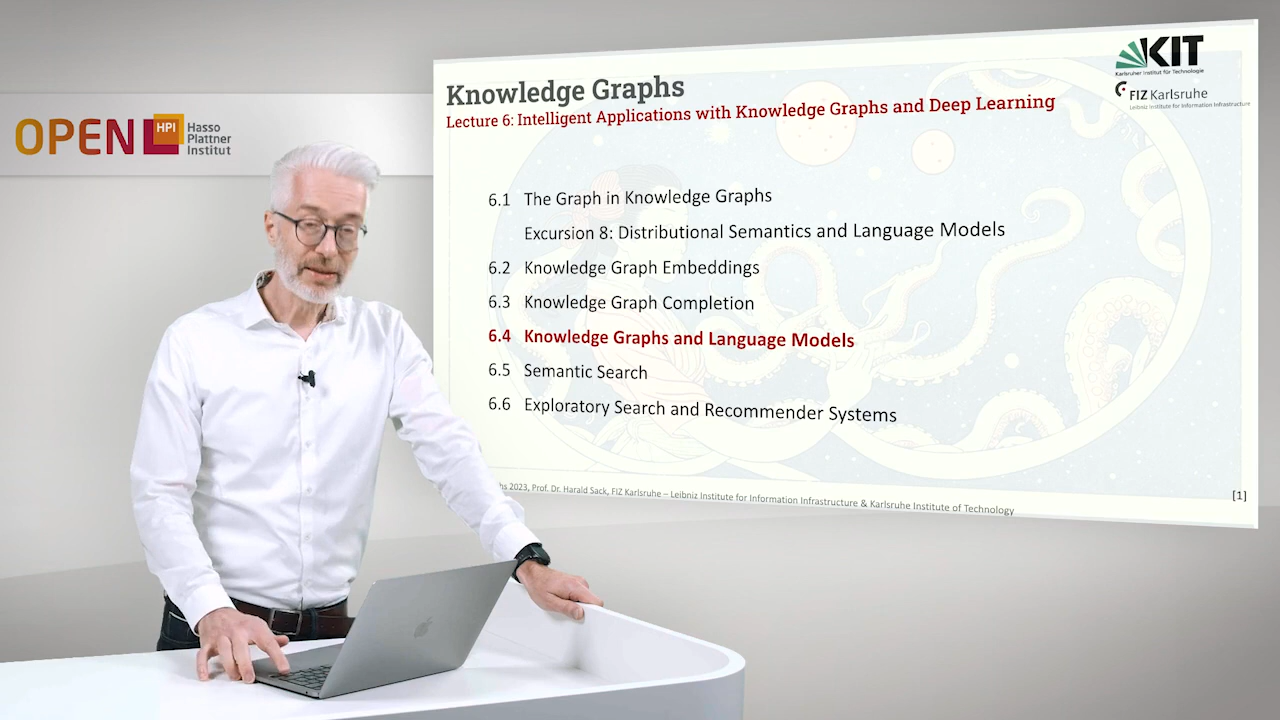 OPEN HPI Hasso
Plattner
Institut
KIT
Karlsruher Institut für Technologie
FIZ Karlsruhe
Leibniz Institute for Information Infrastructure
Knowledge Graphs
Lecture 6: Intelligent Applications with Knowledge Graphs and Deep Learning
6.1 The Graph in Knowledge Graphs
Excursion 8: Distributional Semantics and Language Models
6.2 Knowledge Graph Embeddings
6.3 Knowledge Graph Completion
6.4 Knowledge Graphs and Language Models
6.5 Semantic Search
6.6 Exploratory Search and Recommender Systems
2023, Prof. Dr. Harald Sack, FIZ Karlsruhe – Leibniz Institute for Information Infrastructure & Karlsruhe Institute of Technology
[1]